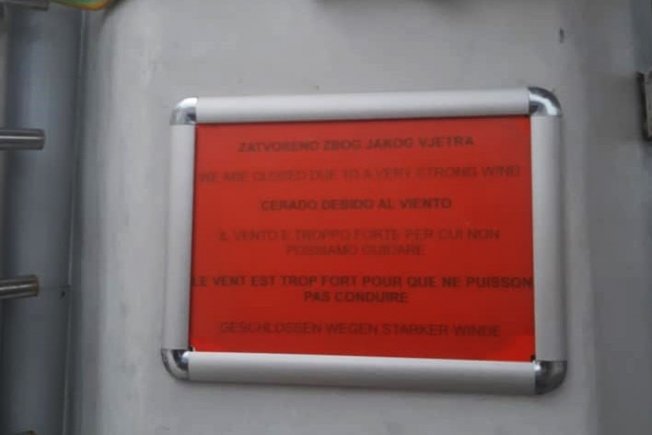 ZATVORENO ZBOG JAKOG VJETRA
WE ARE CLOSED DUE TO A VERY STRONG WIND
CERADO DEBIDO AL VIENTO
IL VENTO E TROPPO FORTE PER CUI NON
POSSIAMO GUIDARE
LE VENT EST TROP FORT POUR QUE NE PUISSON
PAS CONDUIRE
GESCHLOSSEN WEGEN STARKER WINDE